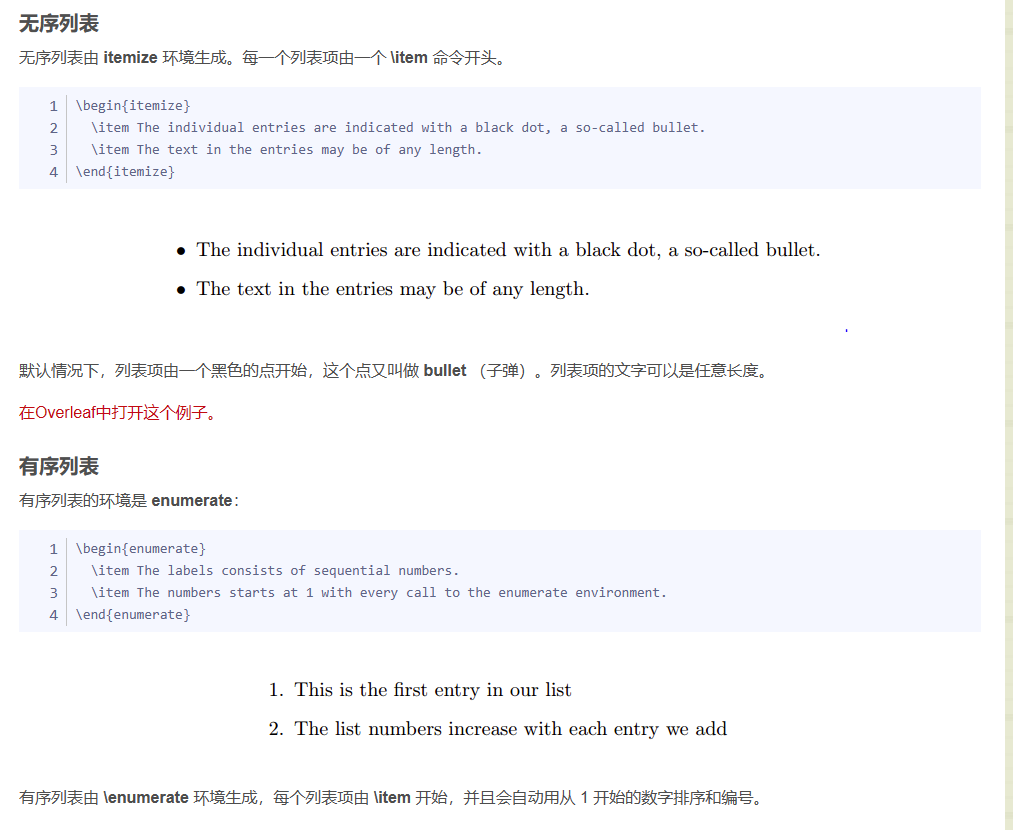 无序列表
无序列表由 itemize 环境生成。每一个列表项由一个 \item 命令开头。
1 \begin{itemize}
2   \item The individual entries are indicated with a black dot, a so-called bullet.
3   \item The text in the entries may be of any length.
4 \end{itemize}
• The individual entries are indicated with a black dot, a so-called bullet.
• The text in the entries may be of any length.
默认情况下，列表项由一个黑色的点开始，这个点又叫做 bullet （子弹）。列表项的文字可以是任意长度。
在Overleaf中打开这个例子。
有序列表
有序列表的环境是 enumerate：
1 \begin{enumerate}
2   \item The labels consists of sequential numbers.
3   \item The numbers starts at 1 with every call to the enumerate environment.
4 \end{enumerate}
1. This is the first entry in our list
2. The list numbers increase with each entry we add
有序列表由 \enumerate 环境生成，每个列表项由 \item 开始，并且会自动用从 1 开始的数字排序和编号。